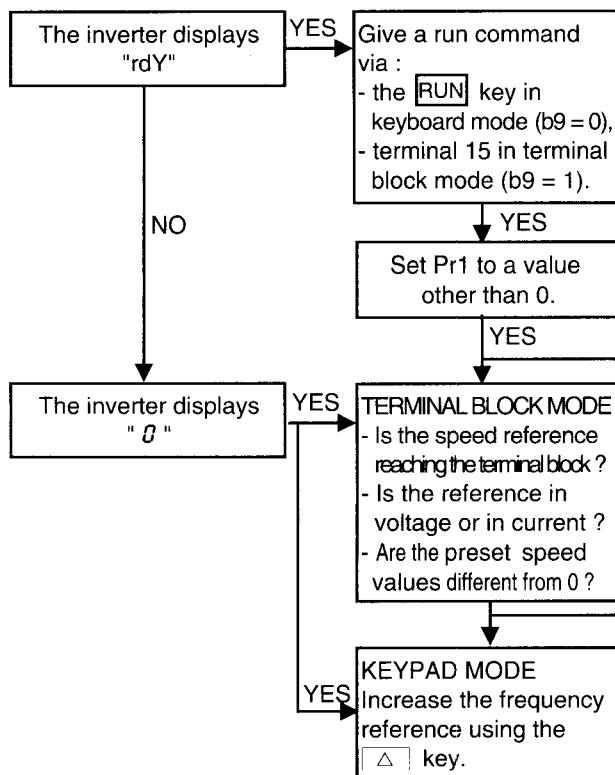 The inverter displays
"rdY"
YES
Give a run command
via :
- the RUN key in
keyboard mode (b9 = 0),
- terminal 15 in terminal
block mode (b9 = 1).
NO
YES
Set Pr1 to a value
other than 0.
YES
The inverter displays
" 0 "
YES
TERMINAL BLOCK MODE
- Is the speed reference
reaching the terminal block ?
- Is the reference in
voltage or in current ?
- Are the preset speed
values different from 0 ?
YES
KEYPAD MODE
Increase the frequency
reference using the
△ key.